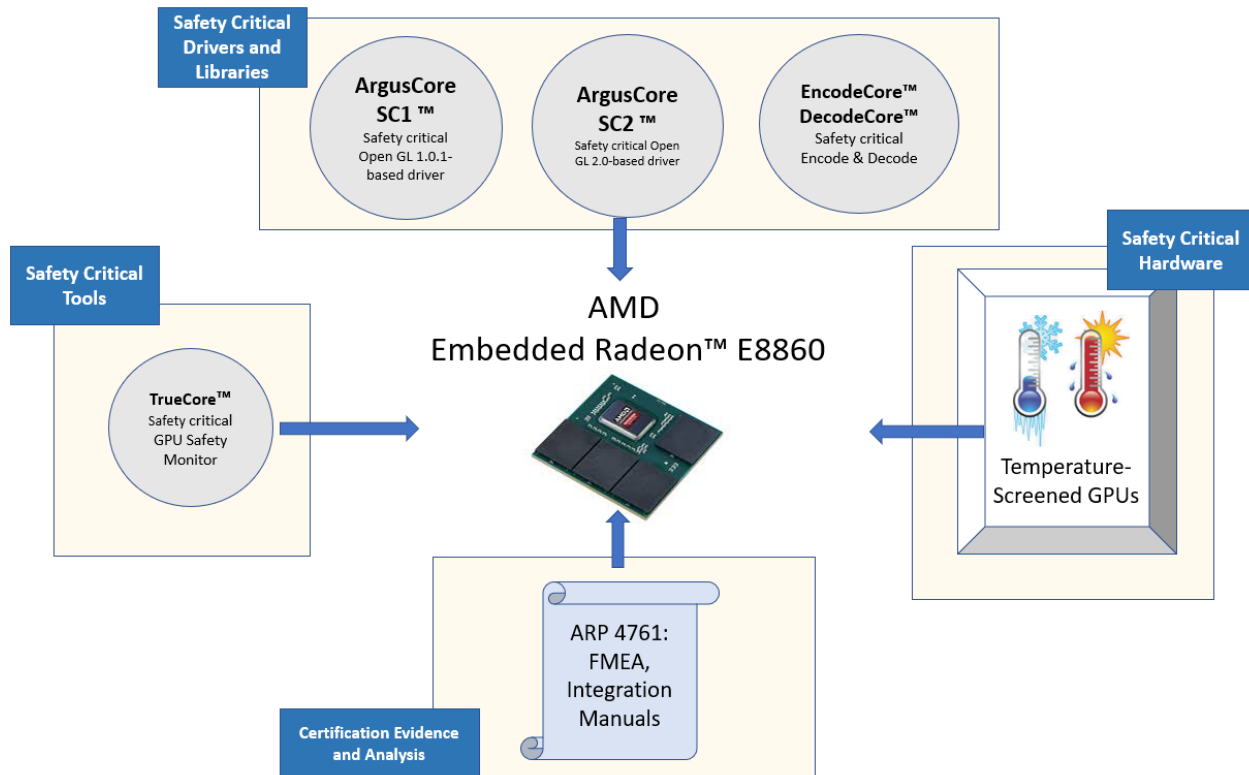 Safety Critical
Drivers and
Libraries
ArgusCore
SC1 ™
Safety critical
Open GL 1.0.1-
based driver
ArgusCore
SC2 ™
Safety critical Open
GL 2.0-based driver
EncodeCore™
DecodeCore™
Safety critical
Encode & Decode
Safety Critical
Tools
TrueCore™
Safety critical
GPU Safety
Monitor
AMD
Embedded Radeon™ E8860
AMD
Safety Critical
Hardware
Temperature-
Screened GPUs
ARP 4761:
FMEA,
Integration
Manuals
Certification Evidence
and Analysis